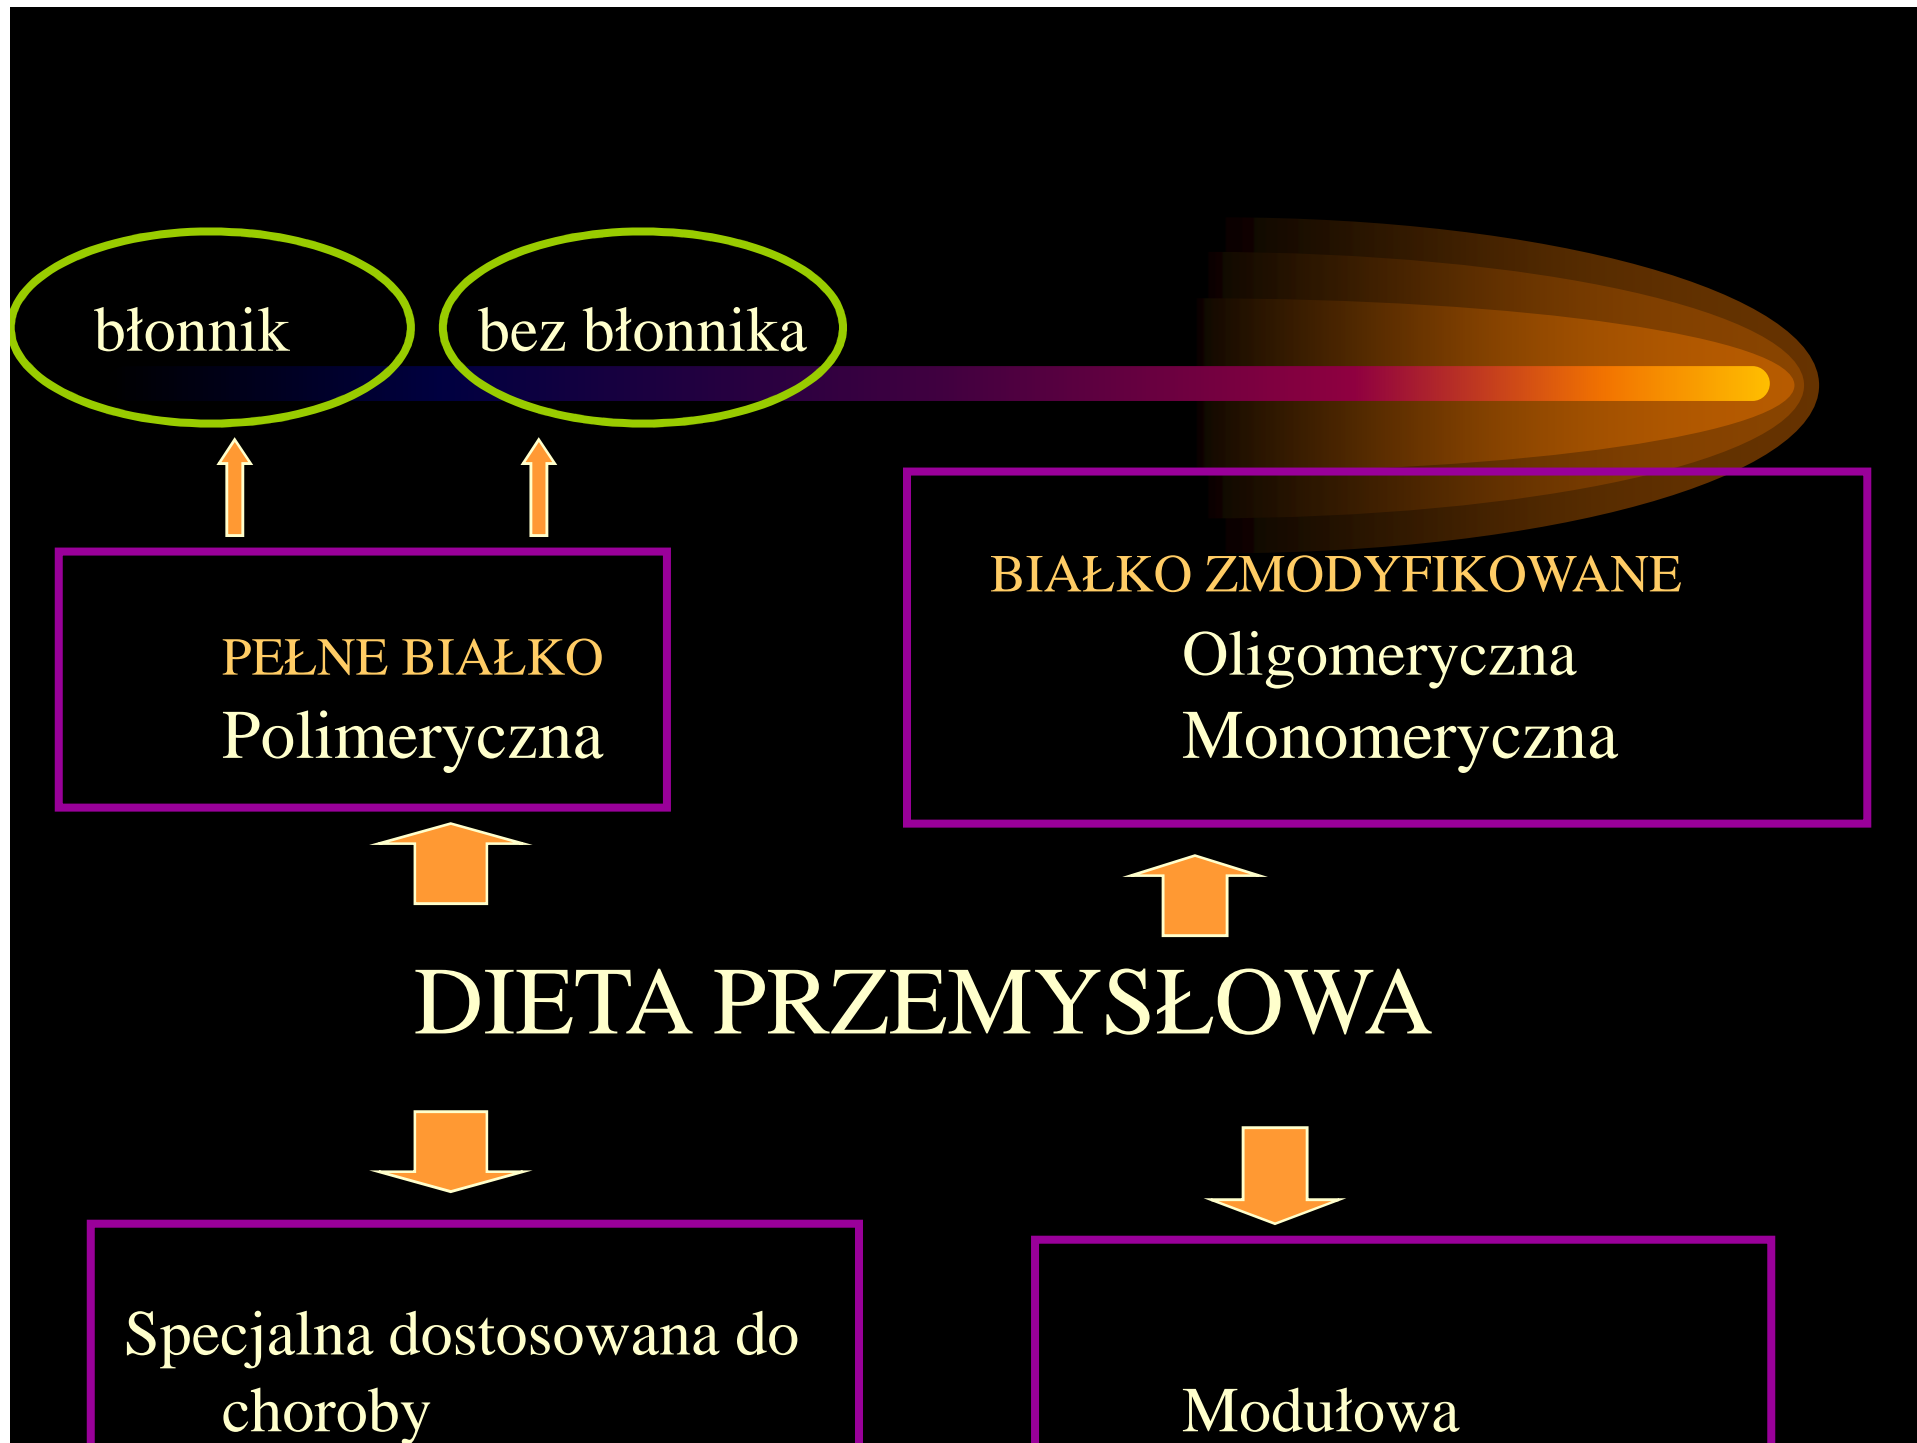 błonnik
bez błonnika
PEŁNE BIAŁKO
Polimeryczna
BIAŁKO ZMODYFIKOWANE
Oligomeryczna
Monomeryczna
DIETA PRZEMYSŁOWA
Specjalna dostosowana do
choroby
Modułowa